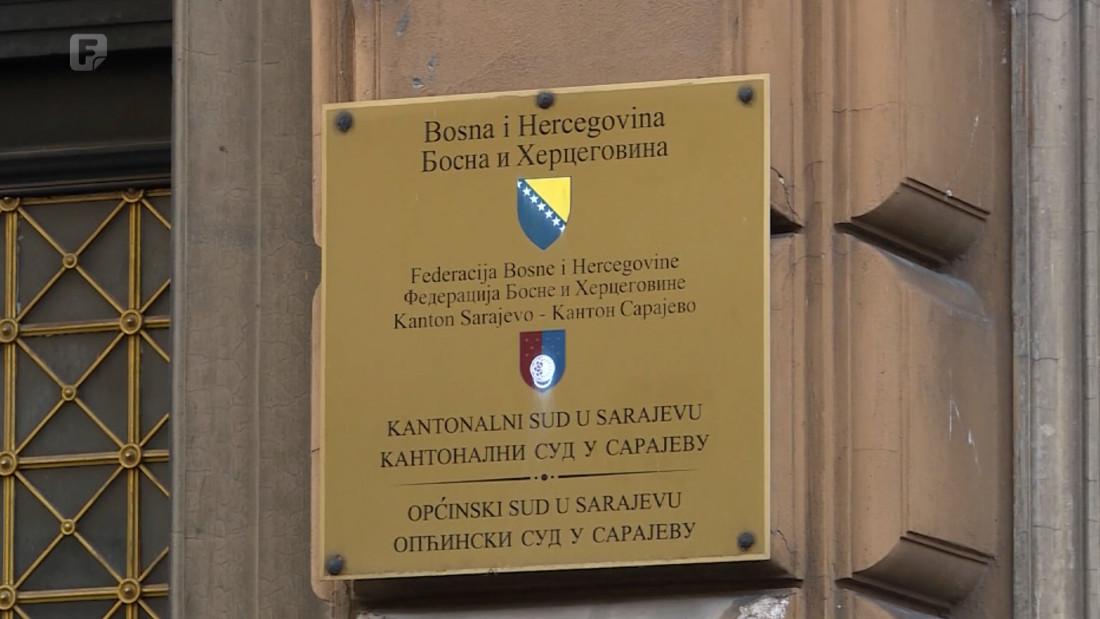 F
Bosna i Hercegovina
Босна и Херцеговина
Federacija Bosne i Hercegovine
Федерација Босне и Херцеговине
Kanton Sarajevo - Кантон Сарајево
KANTONALNI SUD U SARAJEVU
КАНТОНАЛНИ СУД У САРАЈЕВУ
OPĆINSKI SUD U SARAJEVU
ОПЋИНСКИ СУД У САРАЈЕВУ